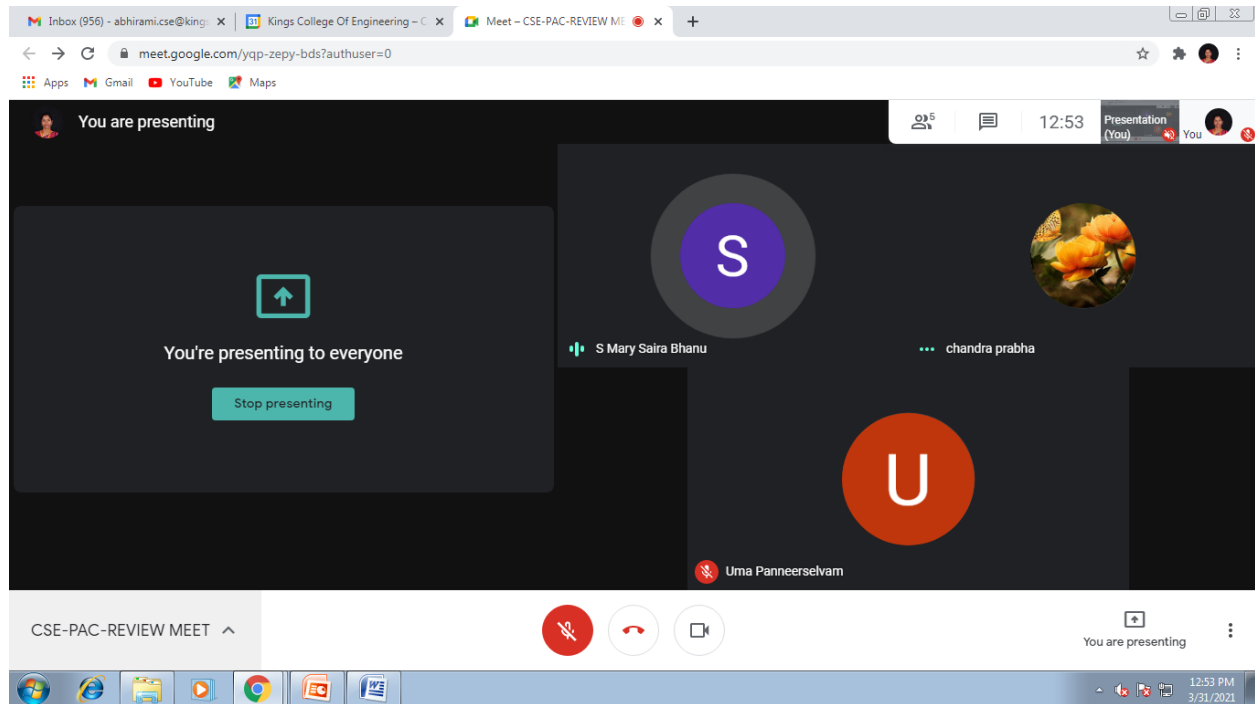 Inbox (956) - abhirami.cse@kings
Kings College Of Engineering – C
Meet – CSE-PAC-REVIEW ME
meet.google.com/yqp-zepy-bds?authuser=0
Apps
Gmail
YouTube
Maps
You are presenting
5
12:53
Presentation
(You)
You
You're presenting to everyone
Stop presenting
S
S Mary Saira Bhanu
chandra prabha
U
Uma Panneerselvam
CSE-PAC-REVIEW MEET
You are presenting
12:53 PM
3/31/2021